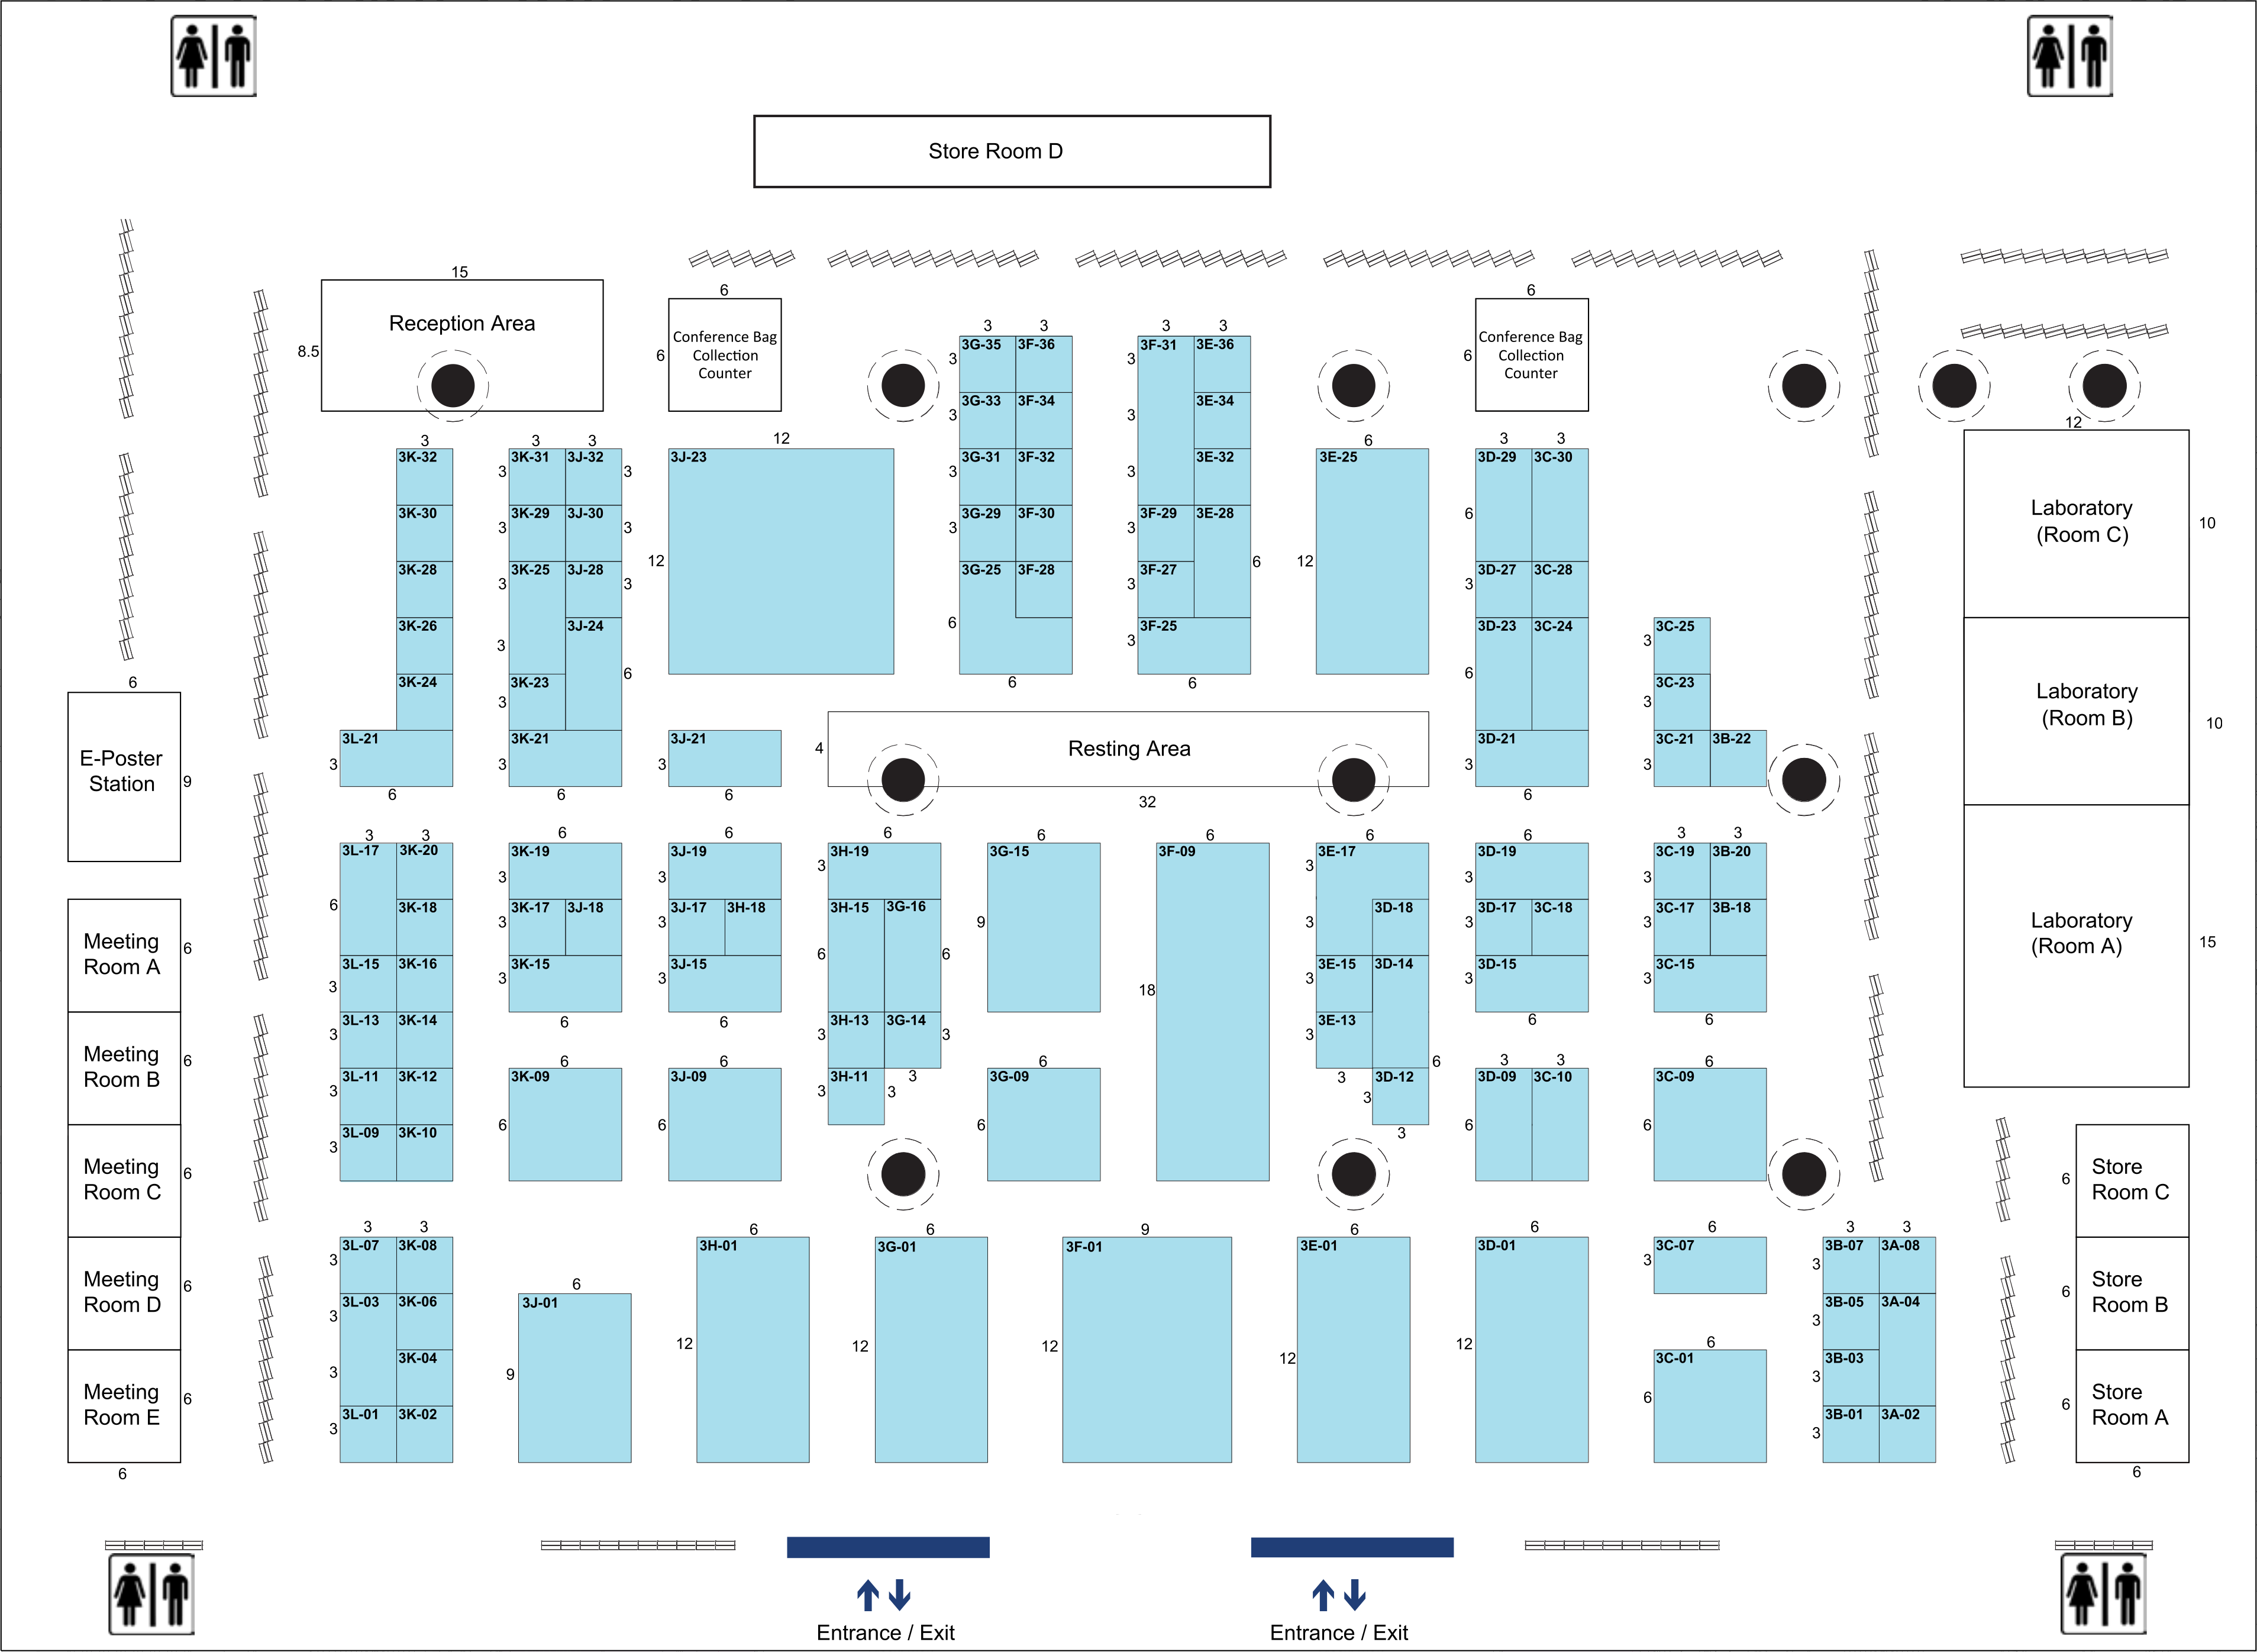 Store Room D
15
Reception Area
8.5
6
6
Conference Bag
Collection
Counter
6
6
Conference Bag
Collection
Counter
3 3
3G-35 3F-36
3G-33 3F-34
3G-31 3F-32
3G-29 3F-30
3G-25 3F-28
3
3
3
3
6
6
3 3
3F-31 3E-36
3E-34
3E-32
3F-29 3E-28
3F-27
3F-25
3
3
3
3
3
3
6
6
3
3K-32
3K-30
3K-28
3K-26
3K-24
3L-21
3
6
3 3
3K-31 3J-32
3K-29 3J-30
3K-25 3J-28
3J-24
3K-23
3K-21
3
3
3
3
3
3
3
3
3
6
6
12
3J-23
12
3J-21
3
6
6
3E-25
12
3 3
3D-29 3C-30
3D-27 3C-28
3D-23 3C-24
3D-21
6
3
6
3
6
3C-25
3C-23
3C-21 3B-22
3
3
3
12
Laboratory
(Room C)
10
Laboratory
(Room B)
10
Laboratory
(Room A)
15
4
Resting Area
32
6
E-Poster
Station
9
Meeting
Room A
6
Meeting
Room B
6
Meeting
Room C
6
Meeting
Room D
6
Meeting
Room E
6
6
3 3
3L-17 3K-20
3K-18
3L-15 3K-16
3L-13 3K-14
3L-11 3K-12
3L-09 3K-10
6
3
3
3
3
6
3K-19
3K-17 3J-18
3K-15
3
3
3
6
6
3J-19
3J-17 3H-18
3J-15
3
3
3
6
6
3H-19
3H-15 3G-16
3H-13 3G-14
3H-11
3
6
6
3
3
3
3
3
6
3G-15
9
6
3F-09
18
6
3E-17
3D-18
3E-15 3D-14
3E-13
3D-12
3
3
3
3
6
3
3
3
6
3D-19
3D-17 3C-18
3D-15
3
3
3
6
3 3
3C-19 3B-20
3C-17 3B-18
3C-15
3
3
3
6
6
3K-09
6
6
3J-09
6
6
3G-09
6
3 3
3D-09 3C-10
6
6
3C-09
6
Store
Room C
6
Store
Room B
6
Store
Room A
6
6
3 3
3L-07 3K-08
3L-03 3K-06
3K-04
3L-01 3K-02
3
3
3
3
6
3J-01
9
6
3H-01
12
6
3G-01
12
9
3F-01
12
6
3E-01
12
6
3D-01
12
6
3C-07
3
6
3C-01
6
3 3
3B-07 3A-08
3B-05 3A-04
3B-03
3B-01 3A-02
3
3
3
3
Entrance / Exit
Entrance / Exit